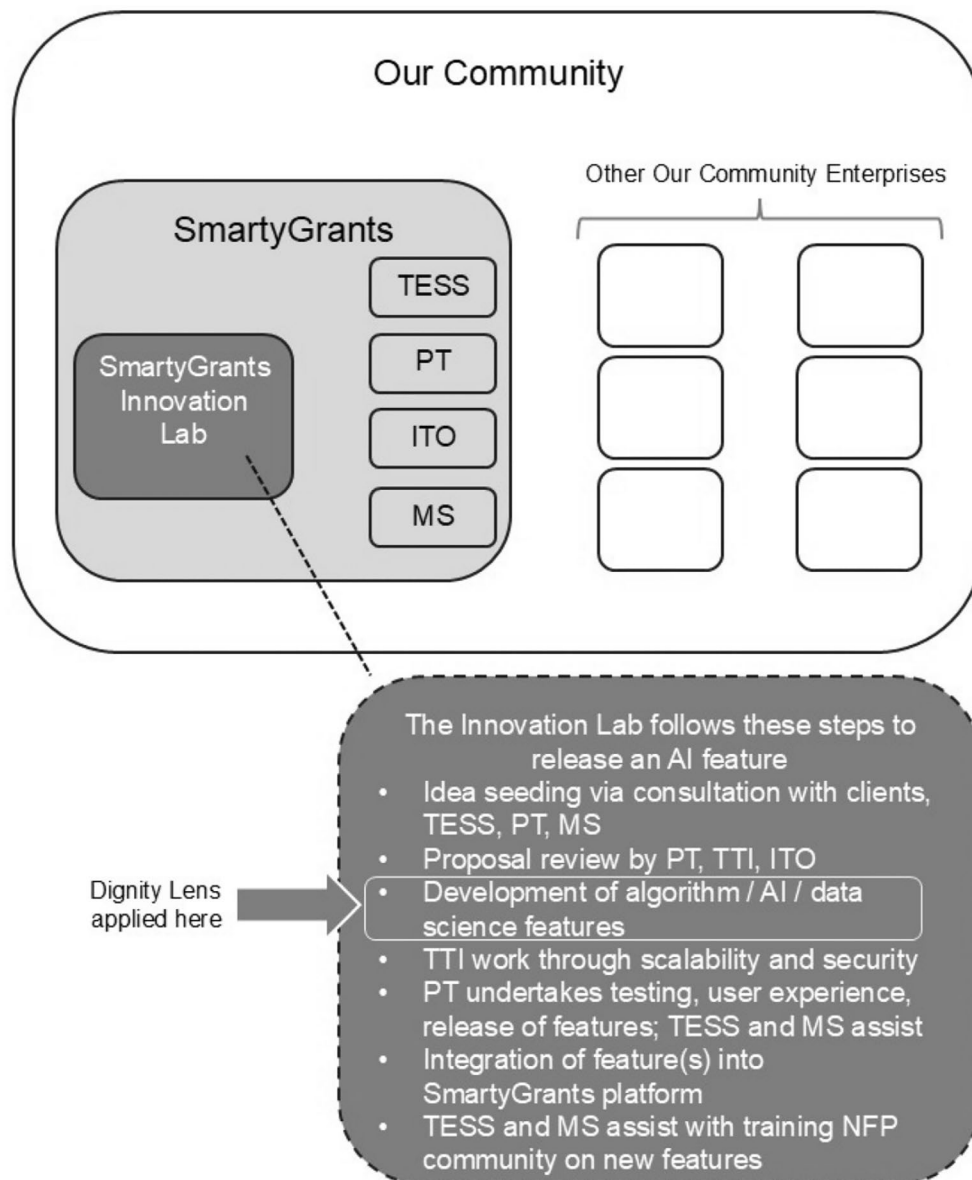 Our Community
Other Our Community Enterprises
SmartyGrants
TESS
PT
ITO
MS
SmartyGrants
Innovation
Lab
The Innovation Lab follows these steps to
release an AI feature
• Idea seeding via consultation with clients,
TESS, PT, MS
• Proposal review by PT, TTI, ITO
Dignity Lens
applied here
• Development of algorithm / AI / data
science features
• TTI work through scalability and security
• PT undertakes testing, user experience,
release of features; TESS and MS assist
• Integration of feature(s) into
SmartyGrants platform
• TESS and MS assist with training NFP
community on new features